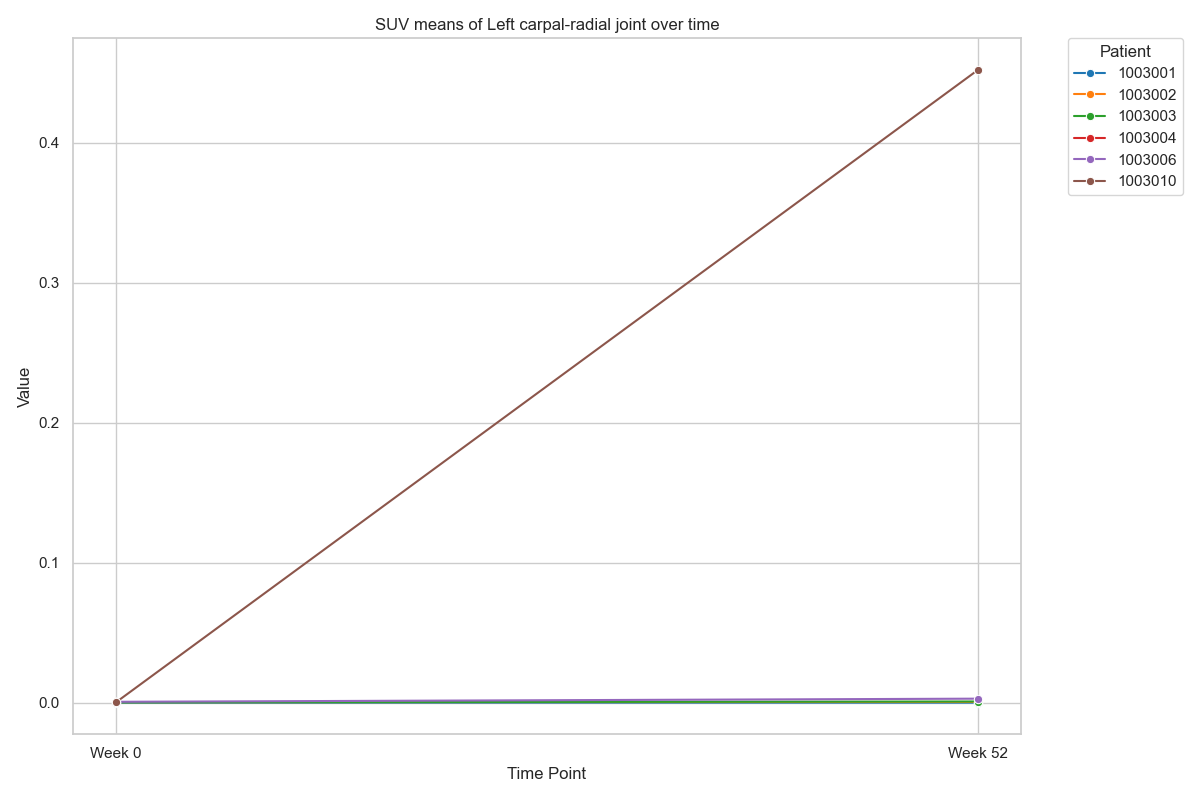 SUV means of Left carpal-radial joint over time
Patient
1003001
1003002
1003003
1003004
1003006
1003010
Value
0.4
0.3
0.2
0.1
0.0
Week 0
Week 52
Time Point